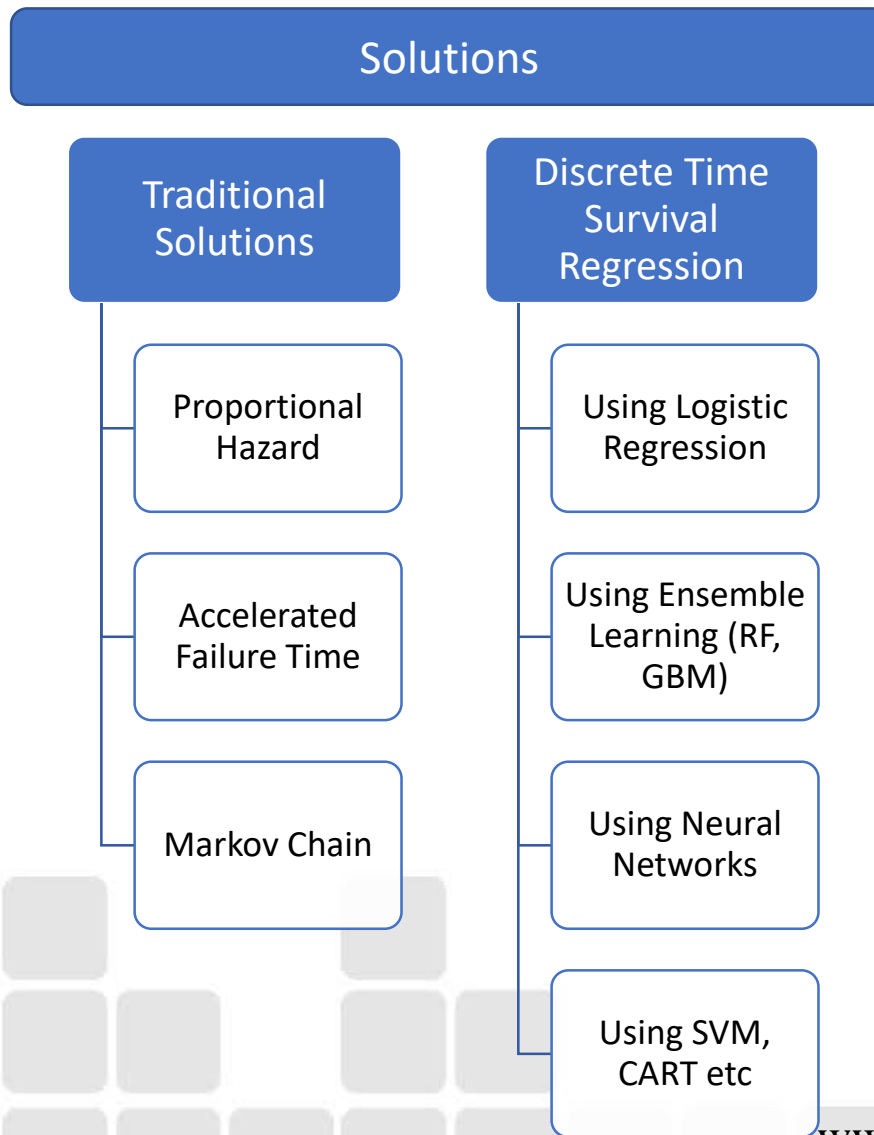 Solutions
Traditional
Solutions
Proportional
Hazard
Accelerated
Failure Time
Markov Chain
Discrete Time
Survival
Regression
Using Logistic
Regression
Using Ensemble
Learning (RF,
GBM)
Using Neural
Networks
Using SVM,
CART etc